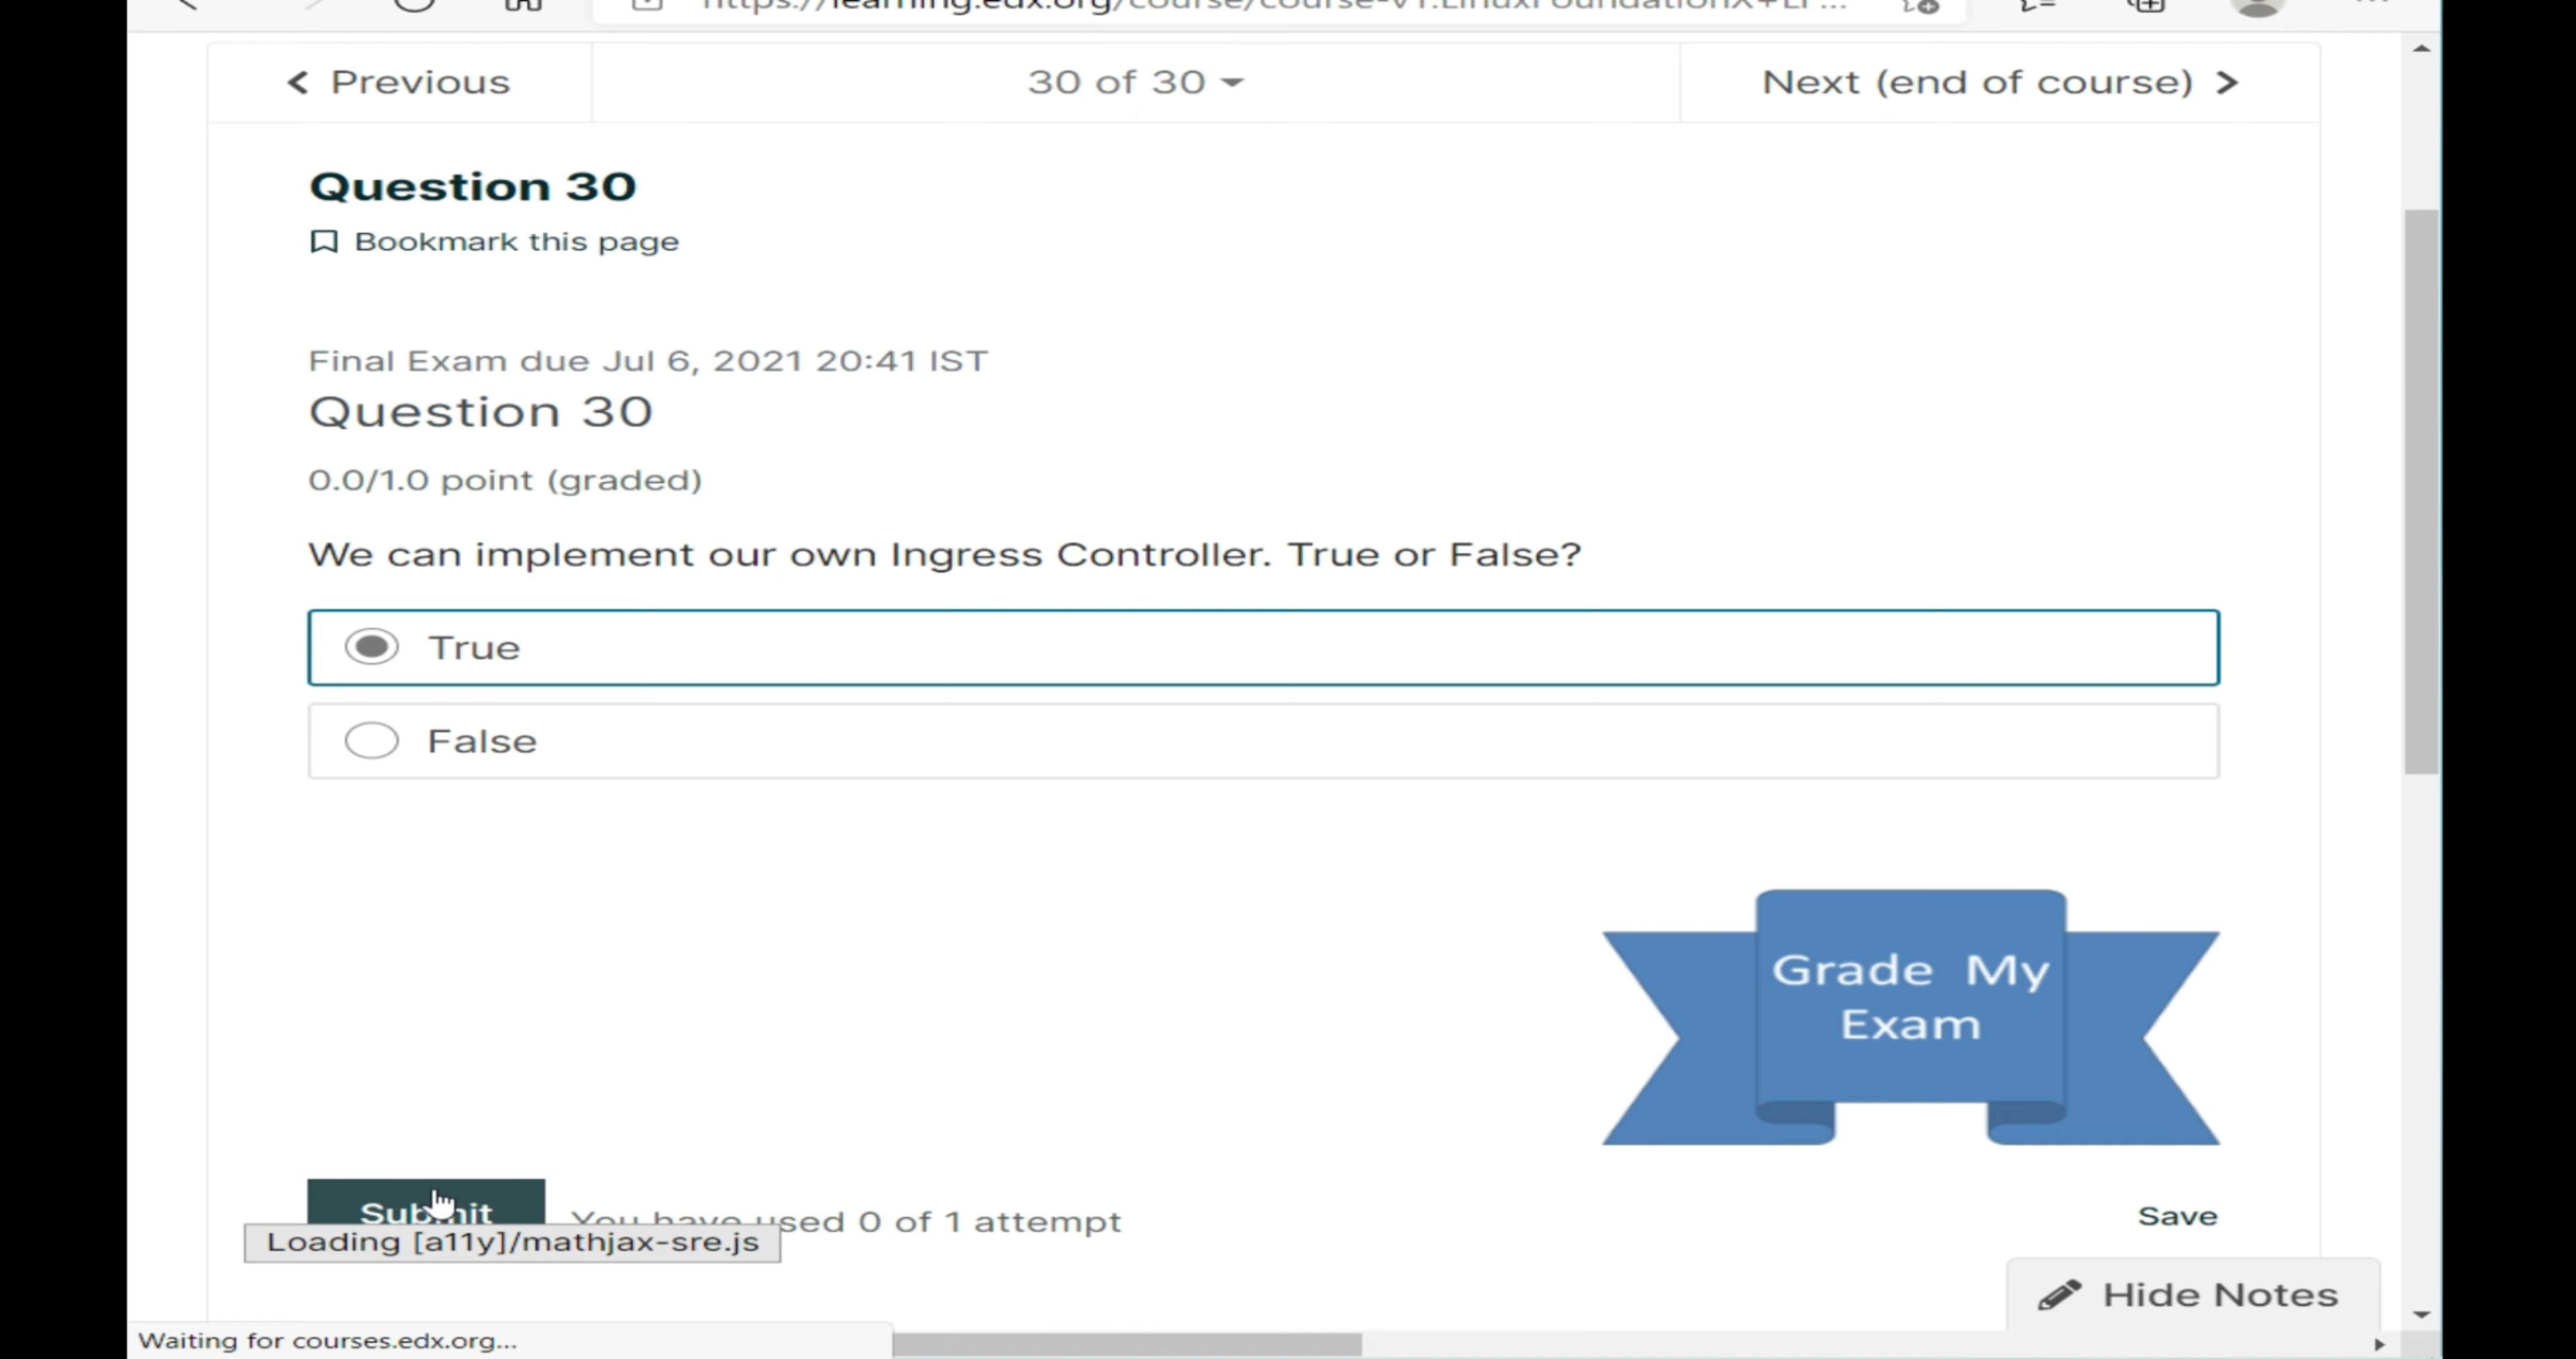 Previous
30 of 30
Next (end of course)
Question 30
Bookmark this page
Final Exam due Jul 6, 2021 20:41 IST
Question 30
0.0/1.0 point (graded)
We can implement our own Ingress Controller. True or False?
True
False
Grade My
Exam
Submit
You have used 0 of 1 attempt
Save
Loading [a11y]/mathjax-sre.js
Hide Notes
Waiting for courses.edx.org...